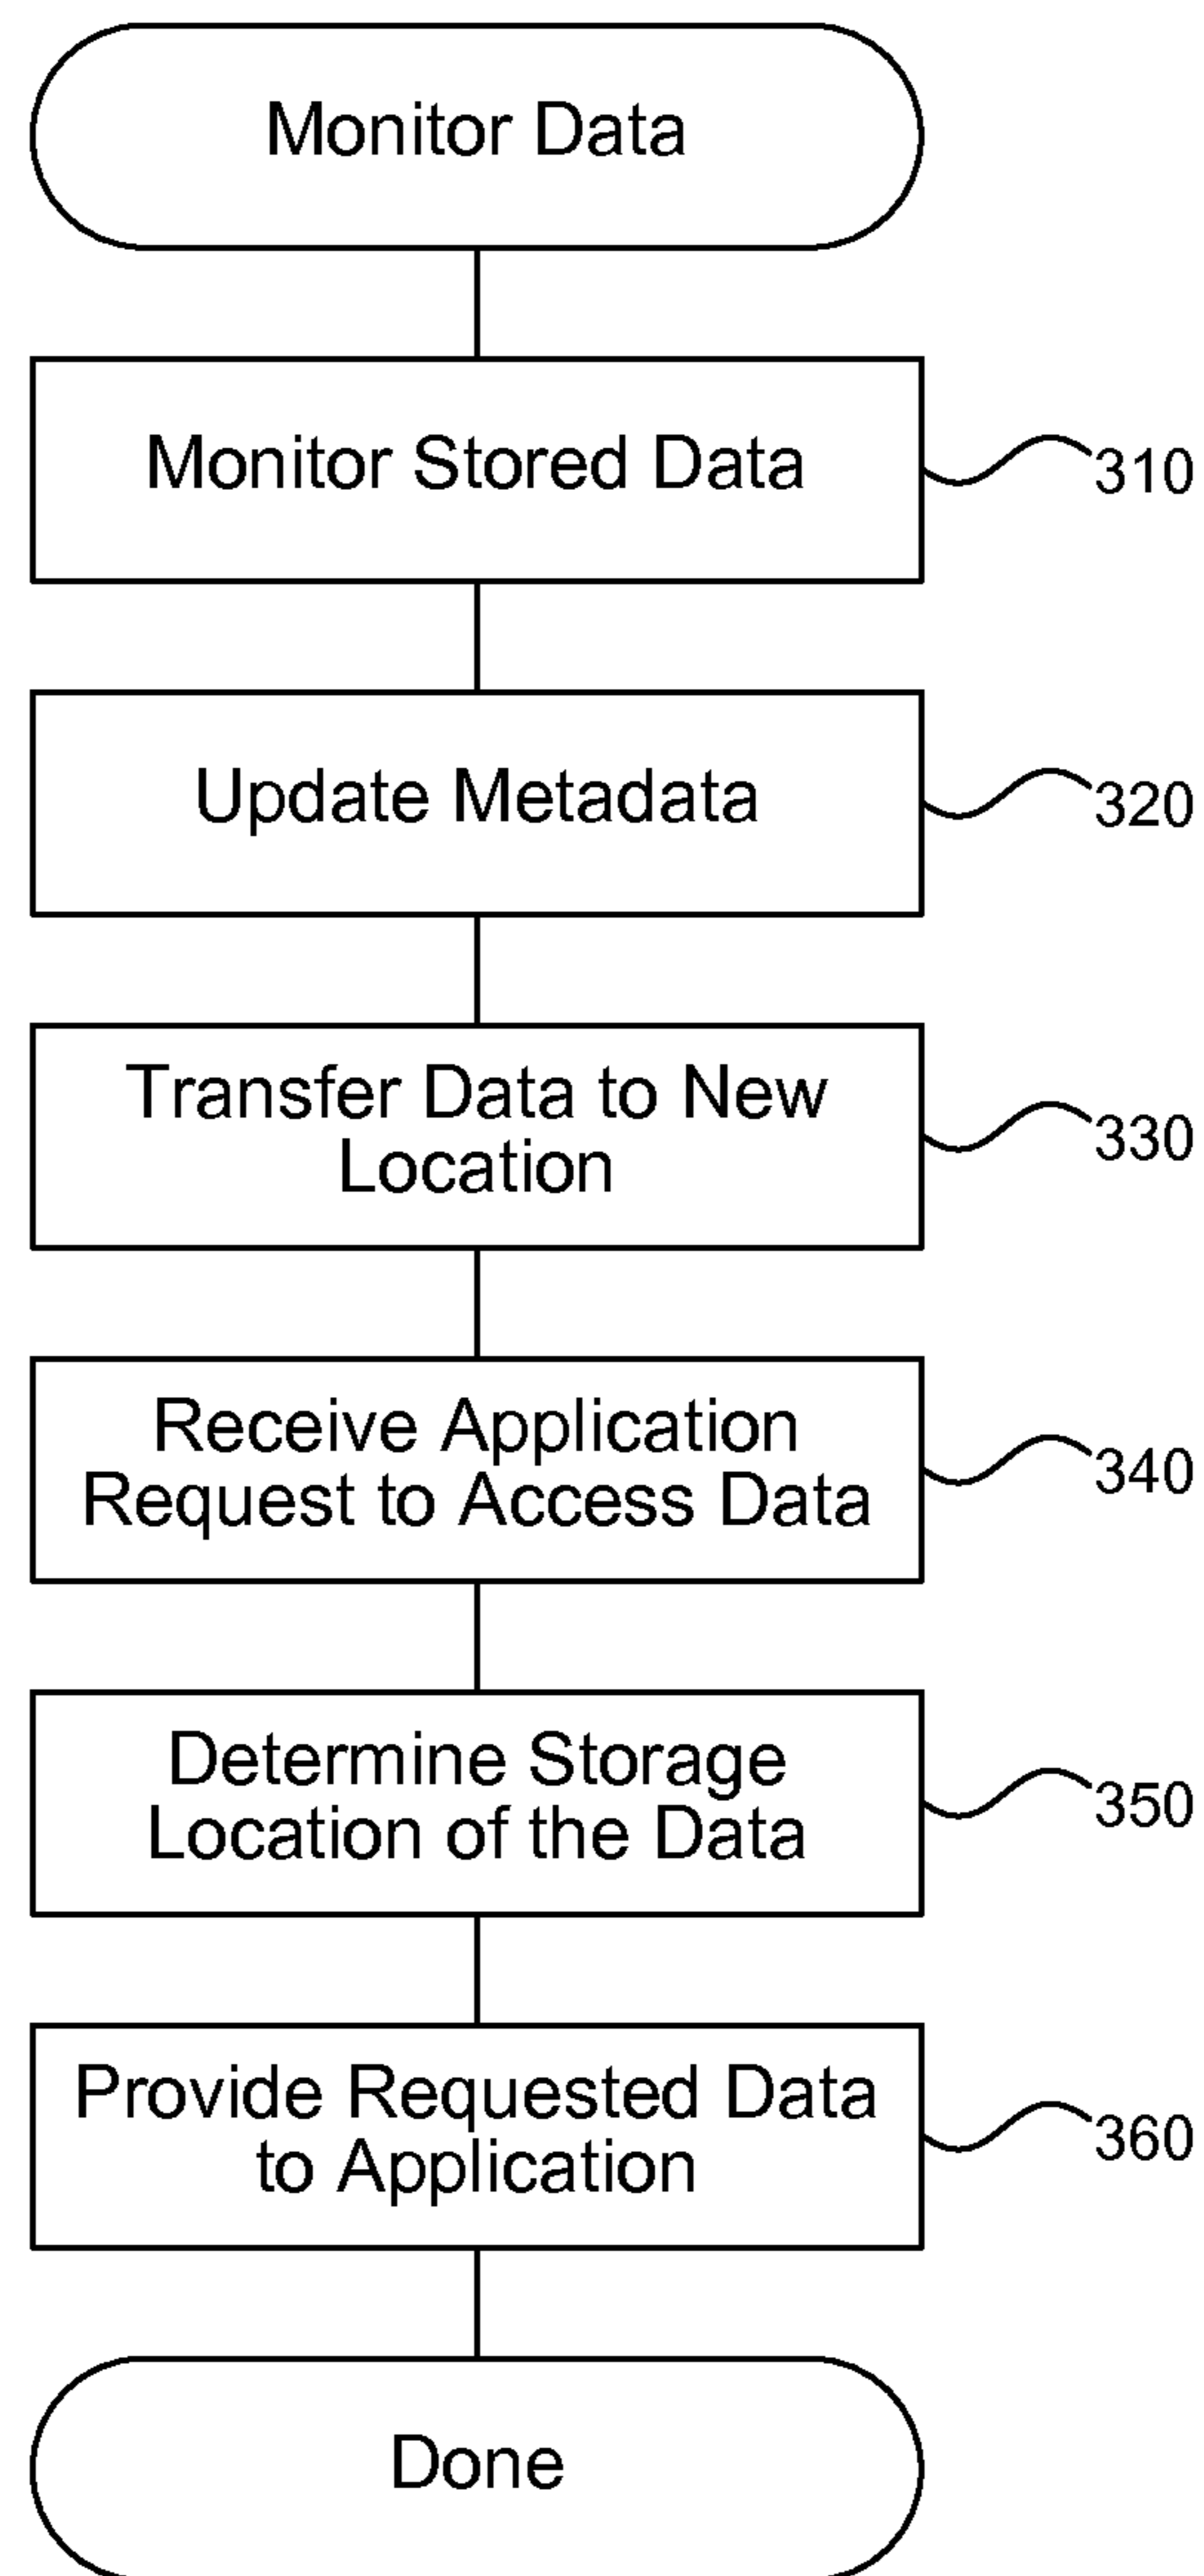 Monitor Data
Monitor Stored Data
310
Update Metadata
320
Transfer Data to New
Location
330
Receive Application
Request to Access Data
340
Determine Storage
Location of the Data
350
Provide Requested Data
to Application
360
Done